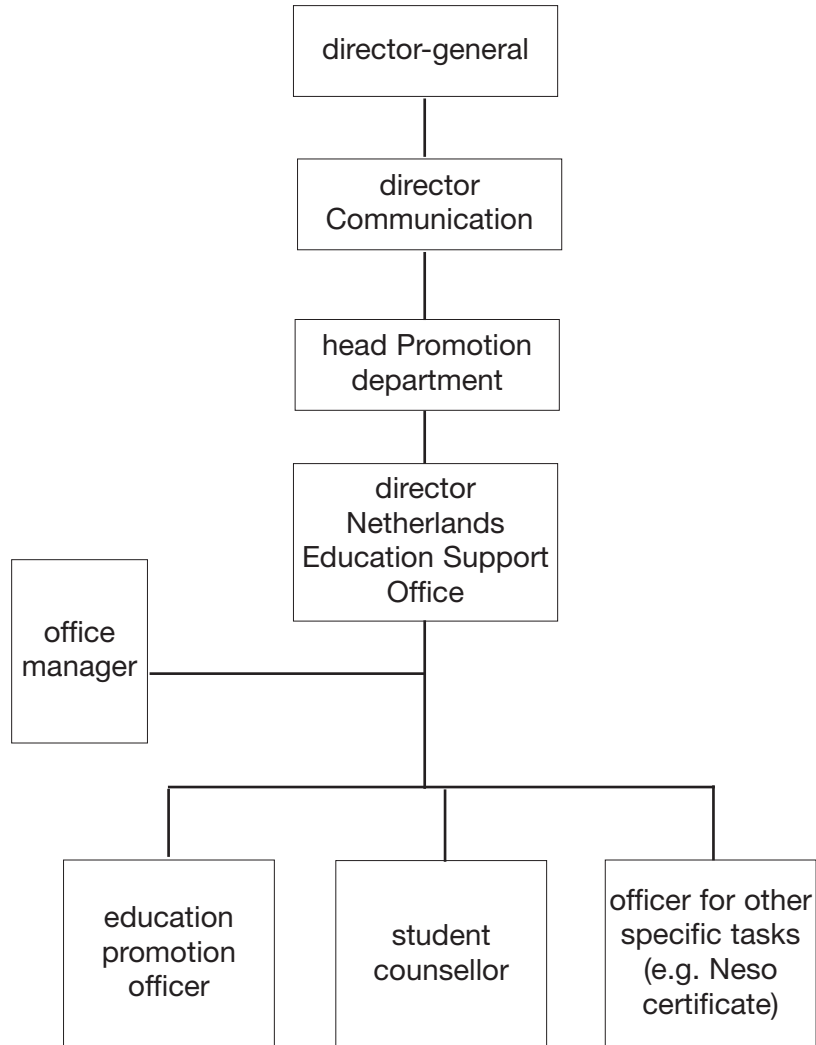 director-general
director
Communication
head Promotion
department
director
Netherlands
Education Support
Office
office
manager
education
promotion
officer
student
counsellor
officer for other
specific tasks
(e.g. Neso
certificate)